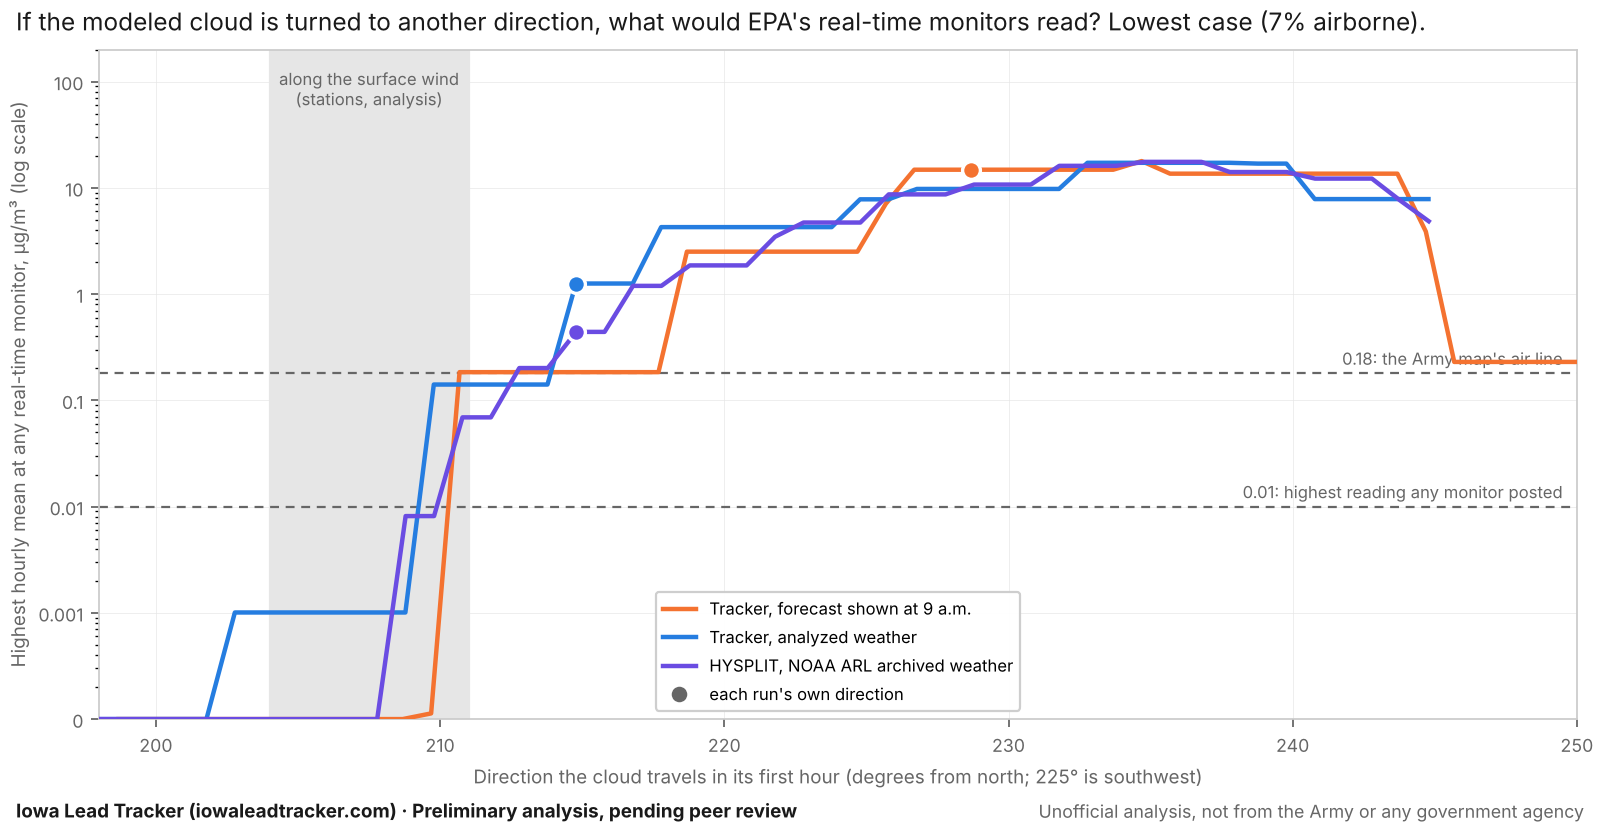 If the modeled cloud is turned to another direction, what would EPA's real-time monitors read? Lowest case (7% airborne).
Highest hourly mean at any real-time monitor, µg/m³ (log scale)
along the surface wind
(stations, analysis)
100
10
1
0.1
0.01
0.001
0
0.18: the Army map's air line
0.01: highest reading any monitor posted
Tracker, forecast shown at 9 a.m.
Tracker, analyzed weather
HYSPLIT, NOAA ARL archived weather
each run's own direction
200
210
220
230
240
250
Direction the cloud travels in its first hour (degrees from north; 225° is southwest)
Iowa Lead Tracker (iowaleadtracker.com) · Preliminary analysis, pending peer review
Unofficial analysis, not from the Army or any government agency